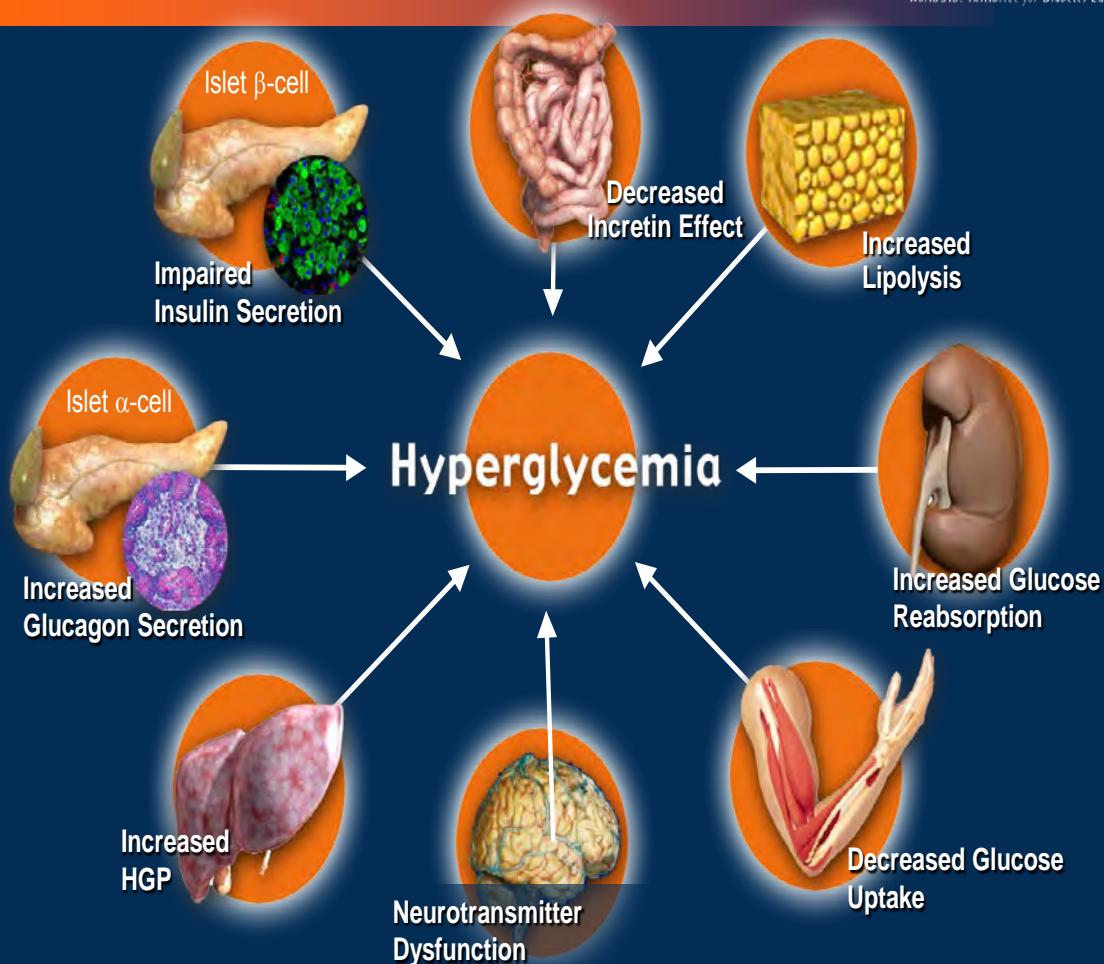 Islet β-cell
Impaired
Insulin Secretion
Decreased
Incretin Effect
Increased
Lipolysis
Islet α-cell
Increased
Glucagon Secretion
Hyperglycemia
Increased Glucose
Reabsorption
Increased
HGP
Neurotransmitter
Dysfunction
Decreased Glucose
Uptake